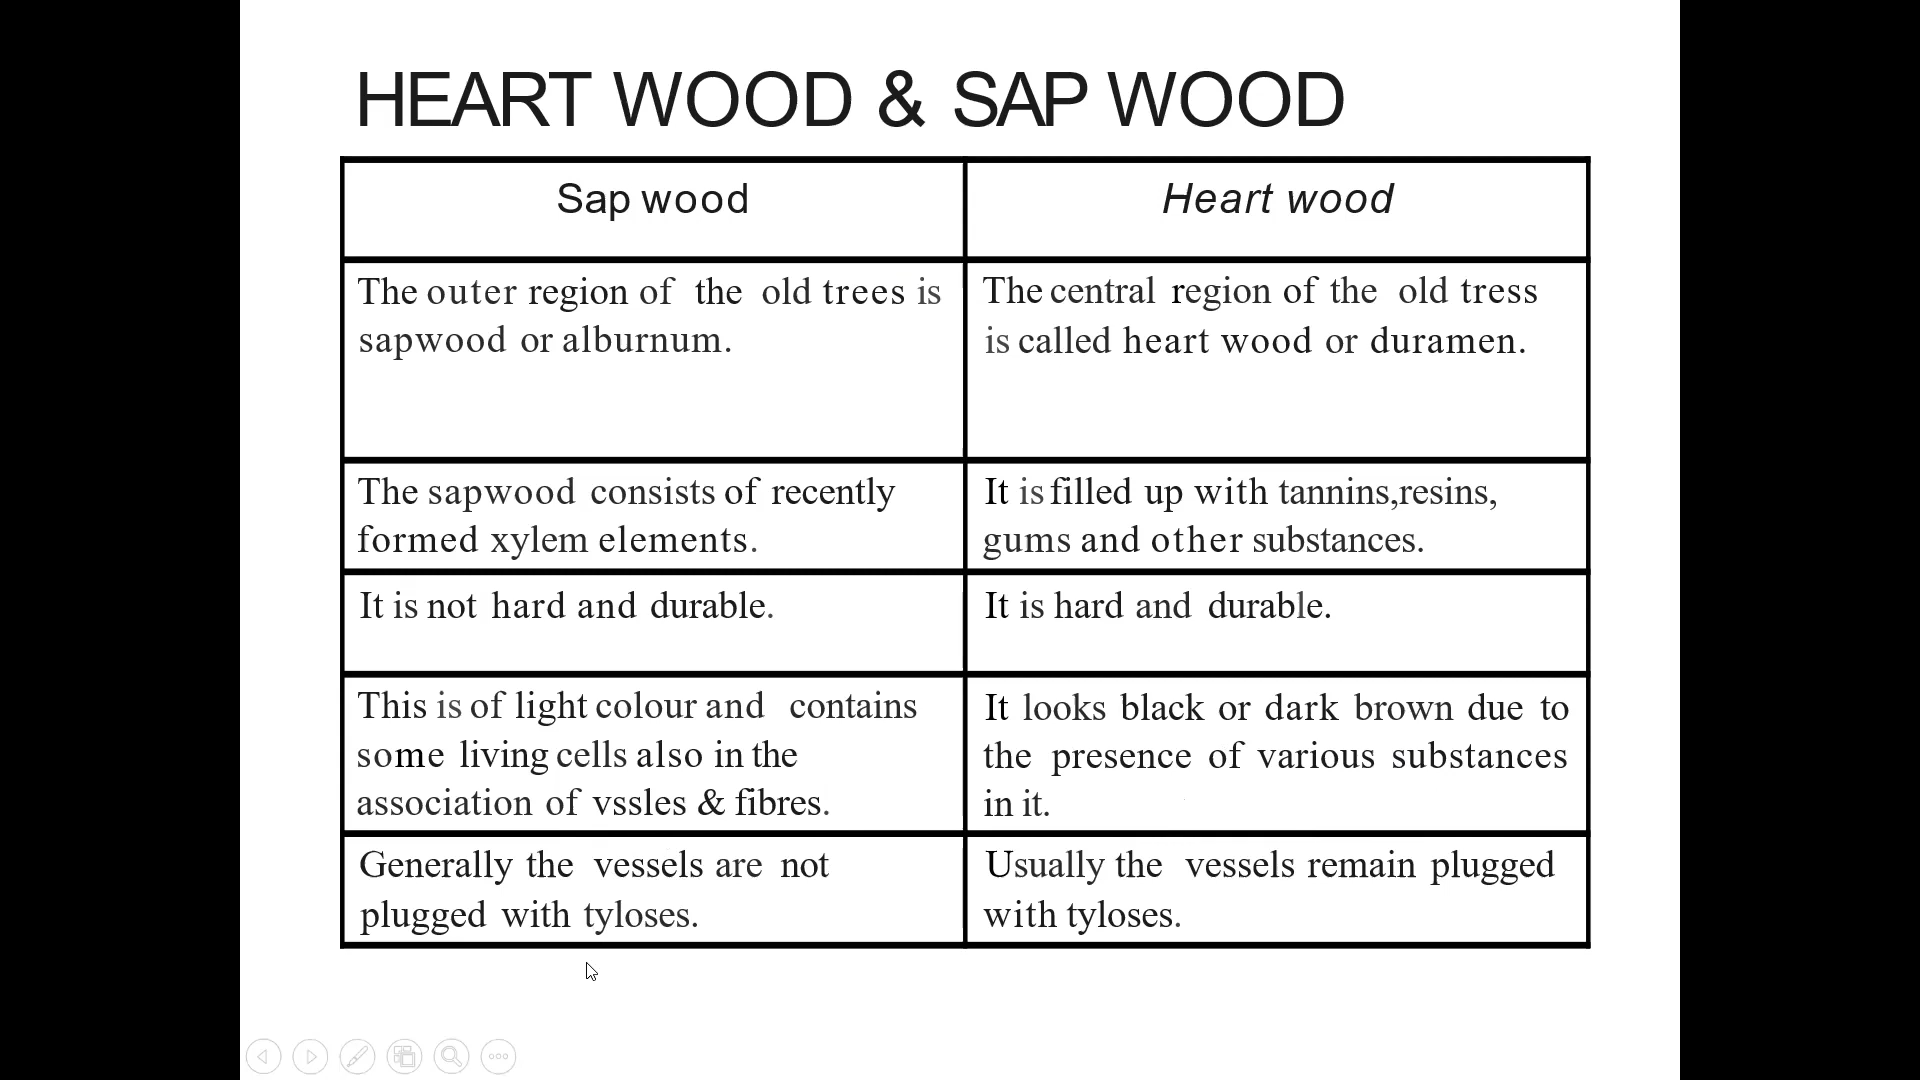 HEART WOOD & SAP WOOD
Sap wood
Heart wood
The outer region of the old trees is
sapwood or alburnum.
The central region of the old tress
is called heart wood or duramen.
The sapwood consists of recently
formed xylem elements.
It is filled up with tannins,resins,
gums and other substances.
It is not hard and durable.
It is hard and durable.
This is of light colour and contains
some living cells also in the
association of vssles & fibres.
It looks black or dark brown due to
the presence of various substances
in it.
Generally the vessels are not
plugged with tyloses.
Usually the vessels remain plugged
with tyloses.